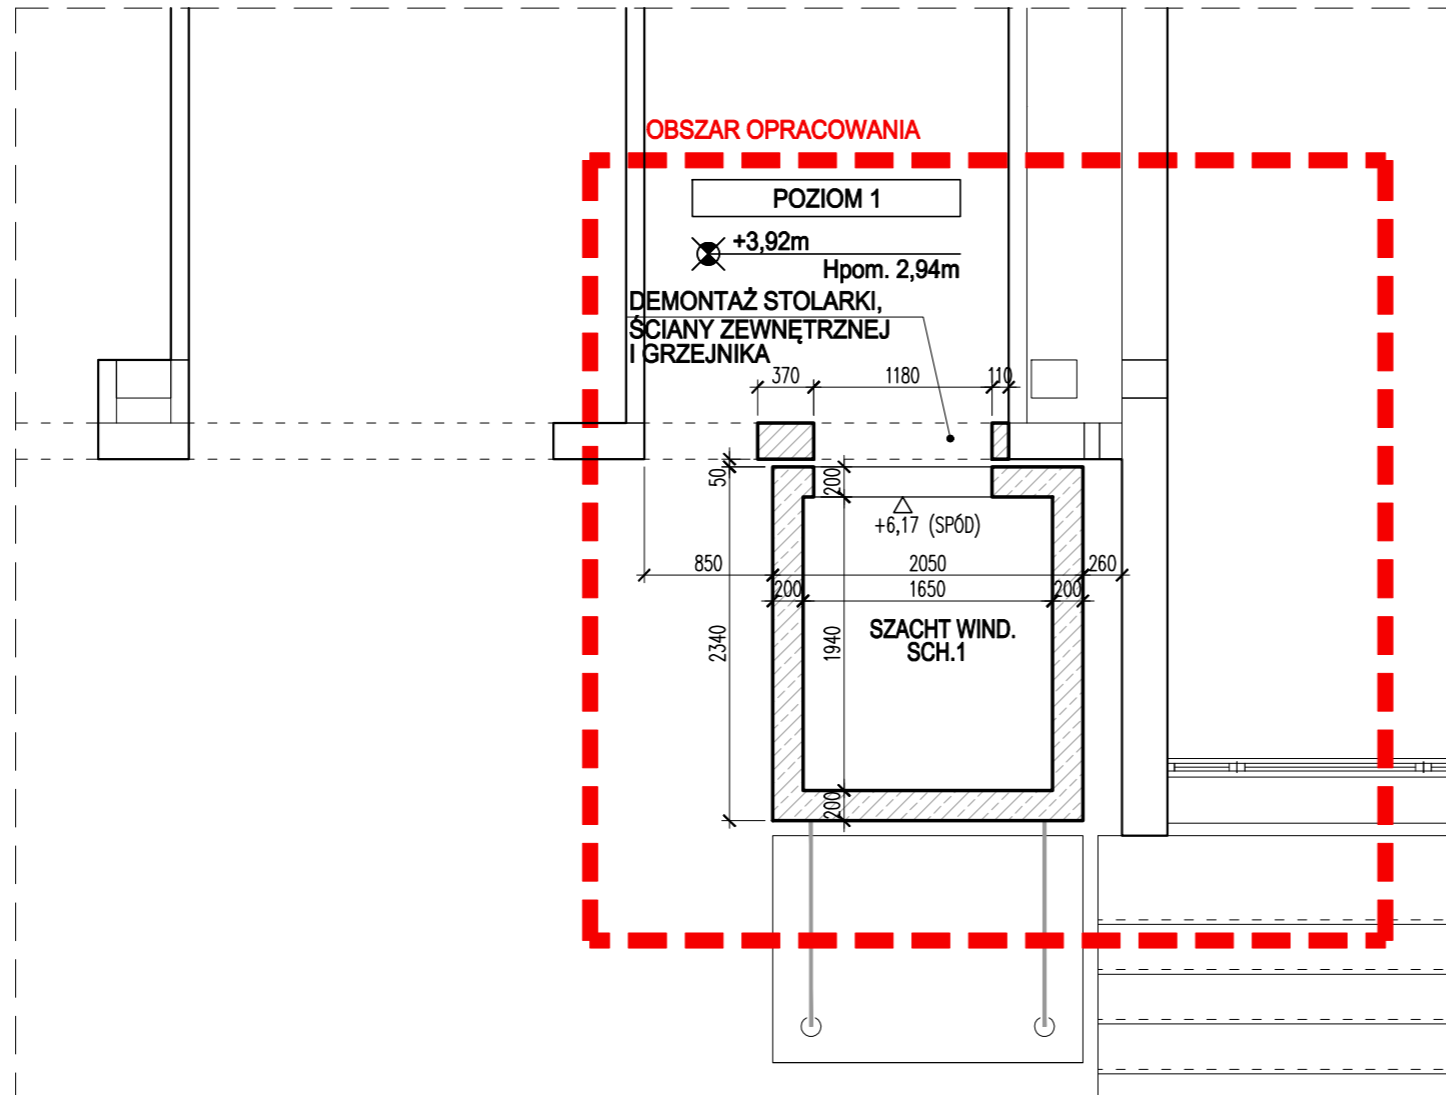 OBSZAR OPRACOWANIA
POZIOM 1
+3,92m
Hpom. 2,94m
DEMONTAŻ STOLARKI,
ŚCIANY ZEWNĘTRZNEJ
I GRZEJNIKA
370 1180 110
50 200
+6,17 (SPÓD)
850 2050 260
200 1650 200
2340 1940
SZACHT WIND.
SCH.1
200